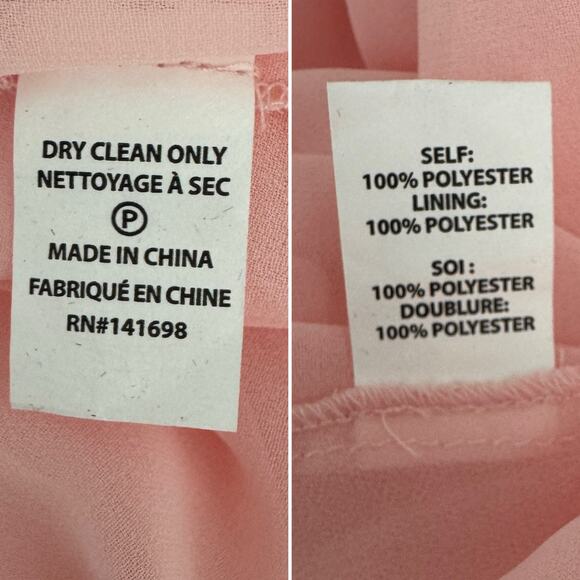 DRY CLEAN ONLY
NETTOYAGE À SEC
P
MADE IN CHINA
FABRIQUÉ EN CHINE
RN#141698
SELF:
100% POLYESTER
LINING:
100% POLYESTER
SOI :
100% POLYESTER
DOUBLURE:
100% POLYESTER